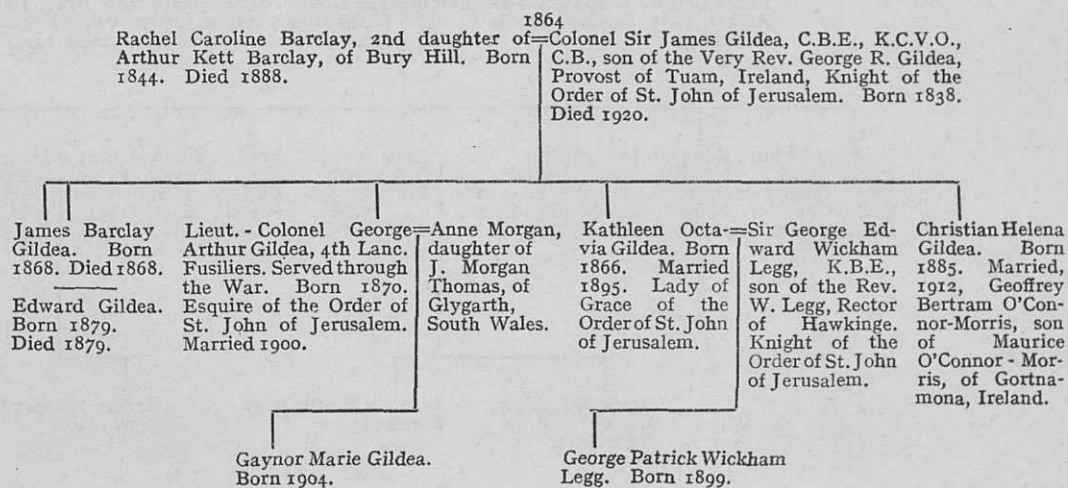 1864
Rachel Caroline Barclay, 2nd daughter of=Colonel Sir James Gildea, C.B.E., K.C.V.O.,
Arthur Kett Barclay, of Bury Hill. Born
1844. Died 1888.
C.B., son of the Very Rev. George R. Gildea,
Provost of Tuam, Ireland, Knight of the
Order of St. John of Jerusalem. Born 1838.
Died 1920.
James Barclay
Gildea. Born
1868. Died 1868.
Edward Gildea.
Born 1879.
Died 1879.
Lieut. - Colonel George=
Arthur Gildea, 4th Lanc.
Fusiliers. Served through
the War. Born 1870.
Esquire of the Order of
St. John of Jerusalem.
Married 1900.
Anne Morgan,
daughter of
J. Morgan
Thomas, of
Glygarth,
South Wales.
Kathleen Octa-=
via Gildea. Born
1866. Married
1895. Lady of
Grace of the
Order of St. John
of Jerusalem.
Sir George Ed-
ward Wickham
Legg, K.B.E.,
son of the Rev.
W. Legg, Rector
of Hawkinge.
Knight of the
Order of St. John
of Jerusalem.
Christian Helena
Gildea. Born
1885. Married,
1912, Geoffrey
Bertram O'Con-
nor-Morris, son
of Maurice
O'Connor - Mor-
ris, of Gortna-
mona, Ireland.
Gaynor Marie Gildea.
Born 1904.
George Patrick Wickham
Legg. Born 1899.